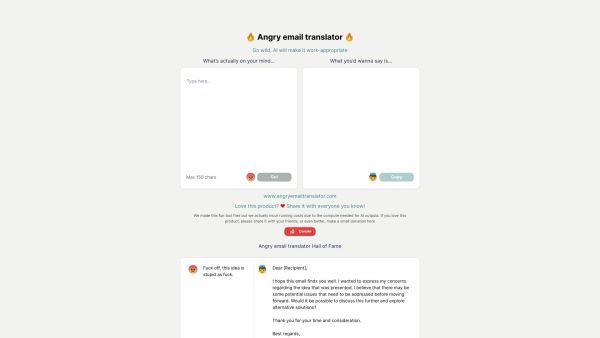 Angry email translator
Go wild, AI will make it work-appropriate
What's actually on your mind...
What you'd wanna say is...
Type here...
Max 150 chars
Go!
Copy
www.angryemailtranslator.com
Love this product? ❤ Share it with everyone you know!
We made this fun tool free but we actually incur running costs due to the compute needed for AI outputs. If you love this
product, please share it with your friends, or even better, make a small donation here
Donate
Angry email translator Hall of Fame
Fuck off, this idea is
stupid as fuck.
Dear [Recipient],
I hope this email finds you well. I wanted to express my concerns
regarding the idea that was presented. I believe that there may be
some potential issues that need to be addressed before moving
forward. Would it be possible to discuss this further and explore
alternative solutions?
Thank you for your time and consideration.
Best regards,